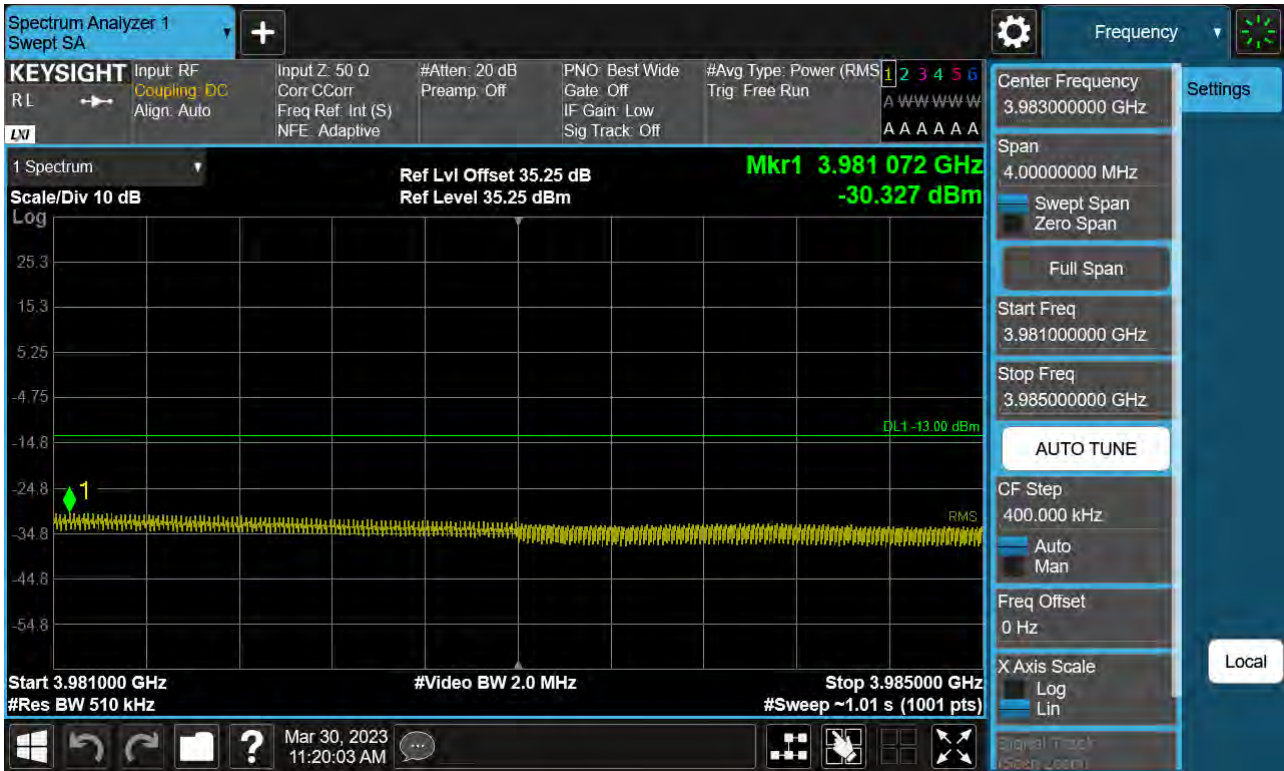 Spectrum Analyzer 1
Swept SA
+
Frequency
KEYSIGHT
RL
LXI
Input: RF
Coupling: DC
Align: Auto
Input Z: 50 Ω
Corr CCorr
Freq Ref: Int (S)
NFE: Adaptive
#Atten: 20 dB
Preamp: Off
PNO: Best Wide
Gate: Off
IF Gain: Low
Sig Track: Off
#Avg Type: Power (RMS
Trig: Free Run
1 2 3 4 5 6
A W W W W W
A A A A A A
1 Spectrum
Scale/Div 10 dB
Log
Ref Lvl Offset 35.25 dB
Ref Level 35.25 dBm
Mkr1 3.981 072 GHz
-30.327 dBm
25.3
15.3
5.25
-4.75
DL1 -13.00 dBm
-14.8
-24.8
1
RMS
-34.8
-44.8
-54.8
Start 3.981000 GHz
#Video BW 2.0 MHz
Stop 3.985000 GHz
#Res BW 510 kHz
#Sweep ~1.01 s (1001 pts)
Center Frequency
3.983000000 GHz
Settings
Span
4.00000000 MHz
Swept Span
Zero Span
Full Span
Start Freq
3.981000000 GHz
Stop Freq
3.985000000 GHz
AUTO TUNE
CF Step
400.000 kHz
Auto
Man
Freq Offset
0 Hz
X Axis Scale
Log
Lin
Local
Signal Track
(Span Zoom)
?
Mar 30, 2023
11:20:03 AM